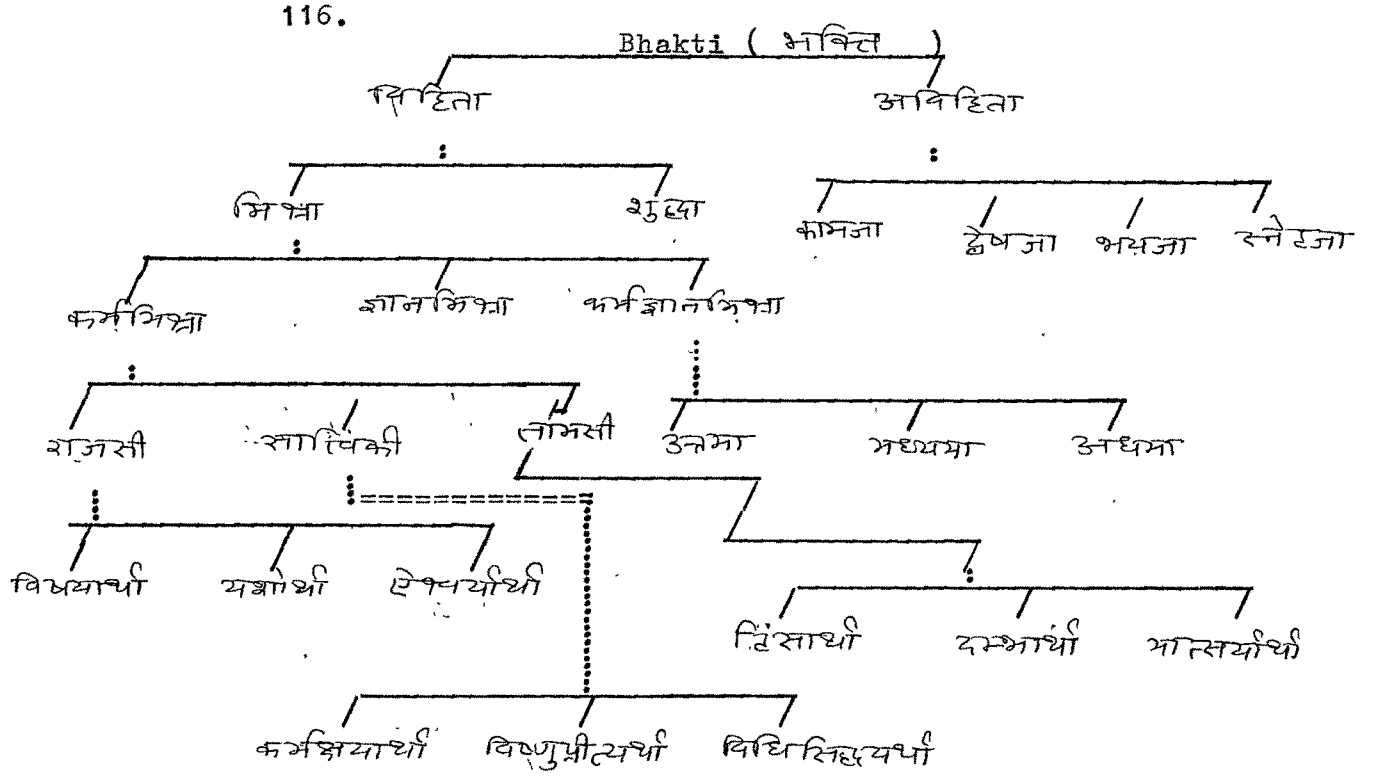 116.
Bhakti ( भक्ति )
विहिता अविहिता
मिश्रा शुद्धा
कामजा द्वेषजा भयजा स्नेहजा
कर्ममिश्रा ज्ञानमिश्रा कर्मज्ञानमिश्रा
राजसी सात्विकी तामसी उत्तमा मध्यमा अधमा
विषयार्था यशोर्था ऐश्वर्यार्था
हिंसार्था दम्भार्था मात्सर्यार्था
कर्मक्षयार्था विष्णुप्रीत्यर्था विधिसिद्धयर्था